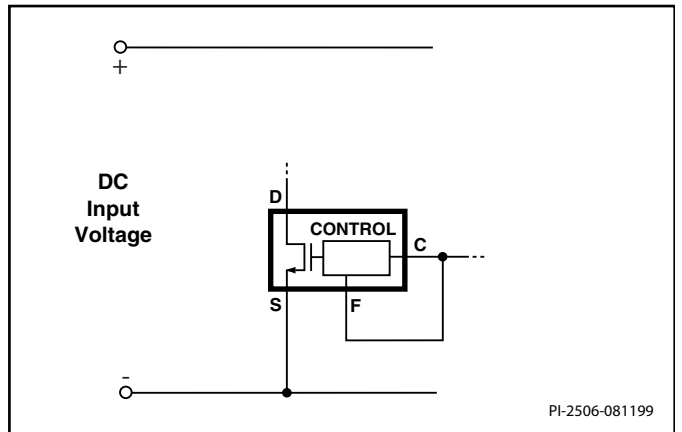 +
DC
Input
Voltage
D
CONTROL
C
S
F
-
PI-2506-081199